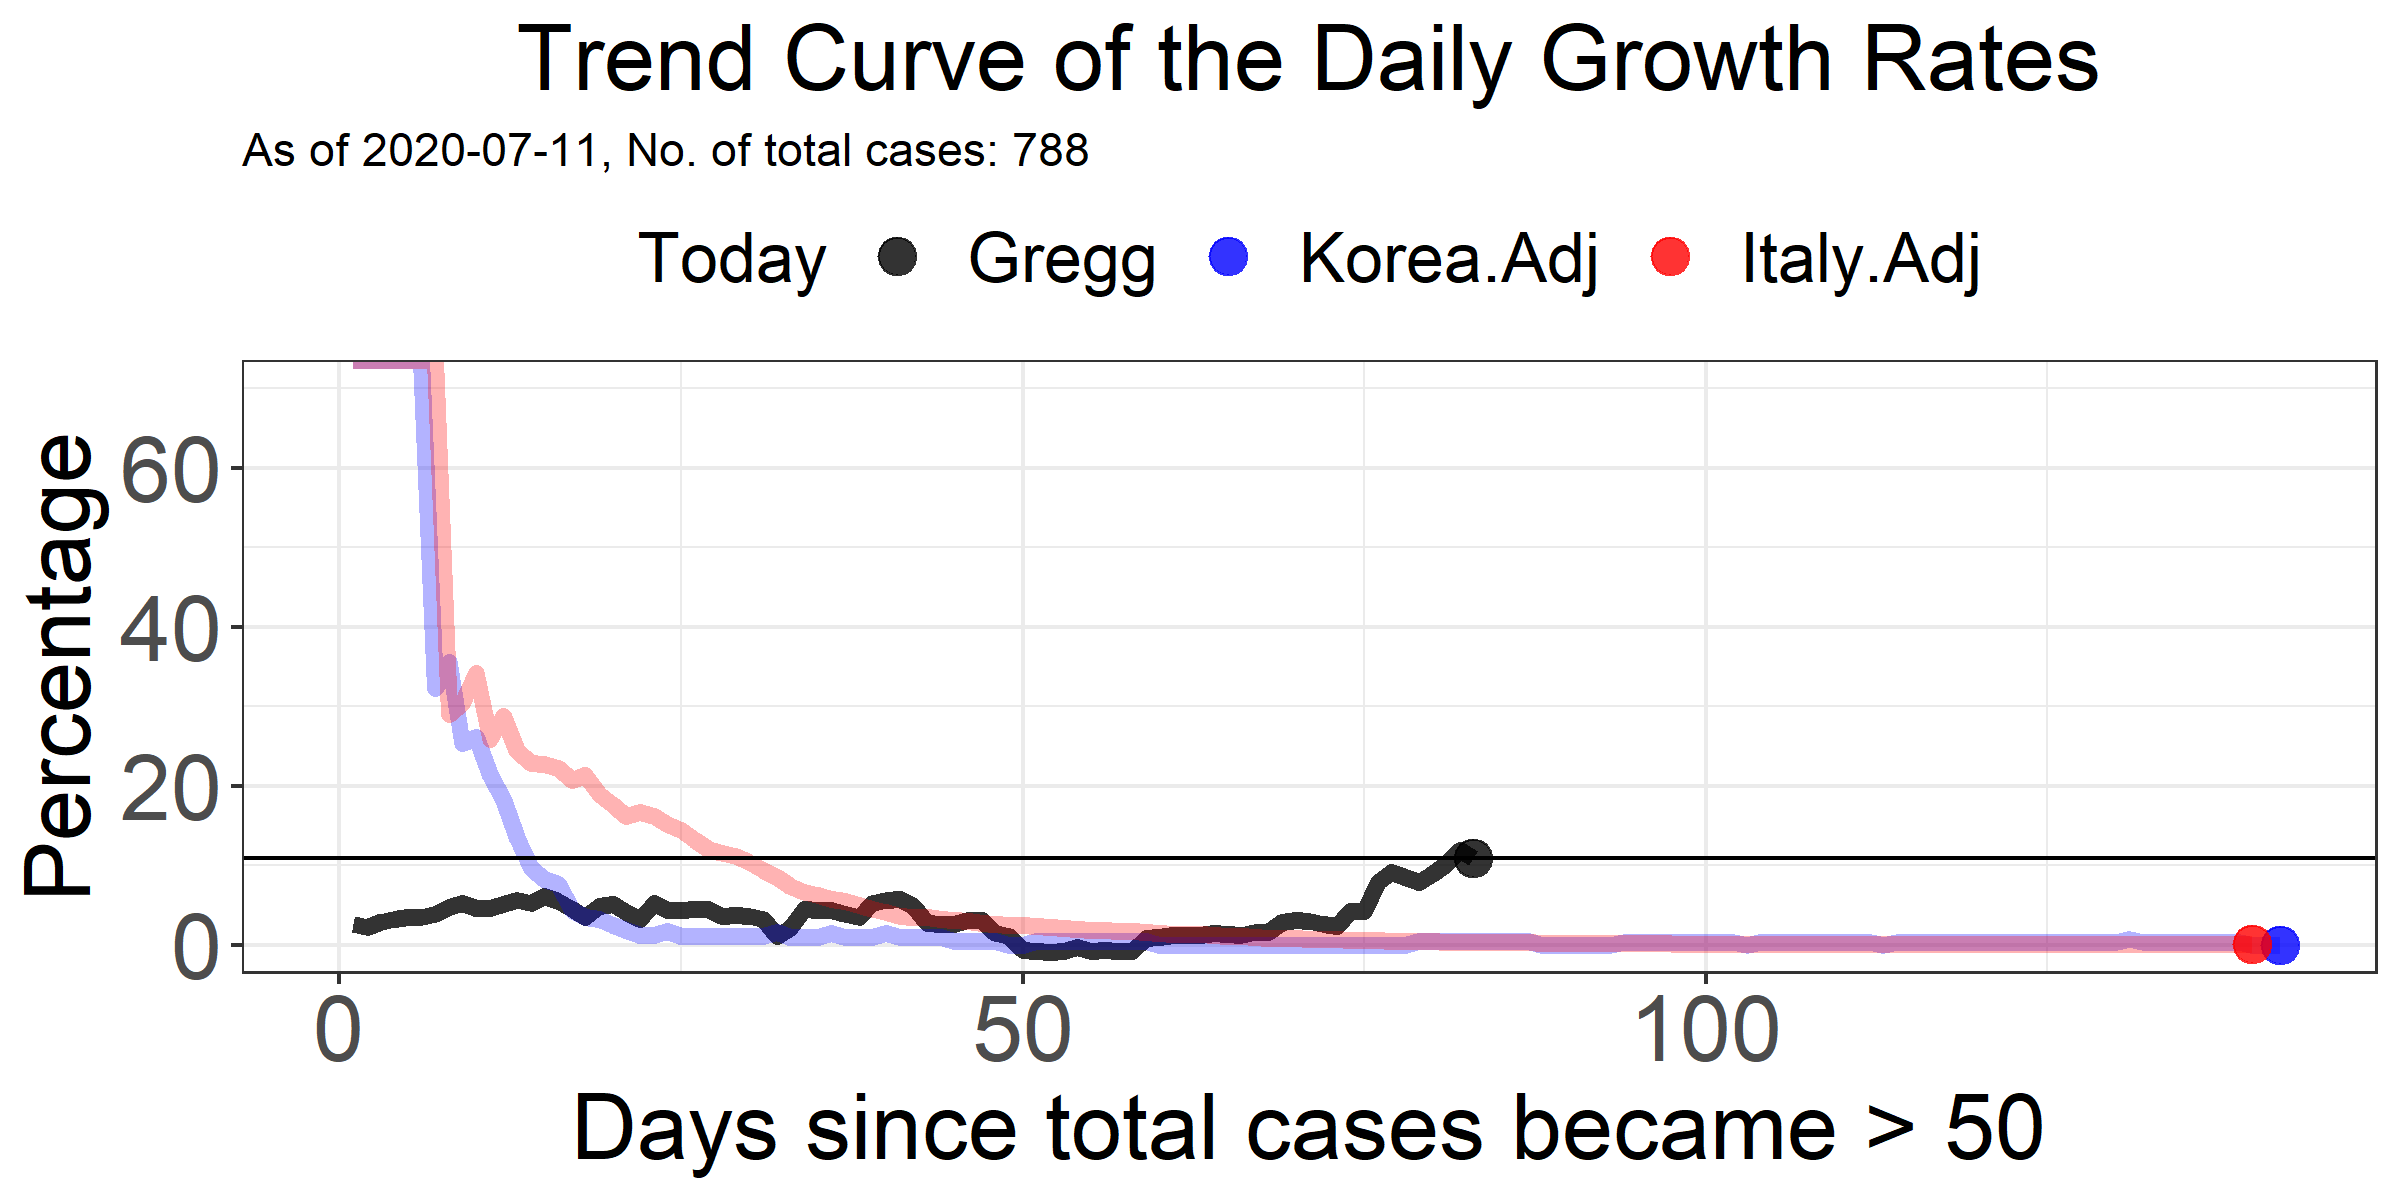 Trend Curve of the Daily Growth Rates
As of 2020-07-11, No. of total cases: 788
Today Gregg Korea.Adj Italy.Adj
Percentage
60
40
20
0
0 50 100
Days since total cases became > 50